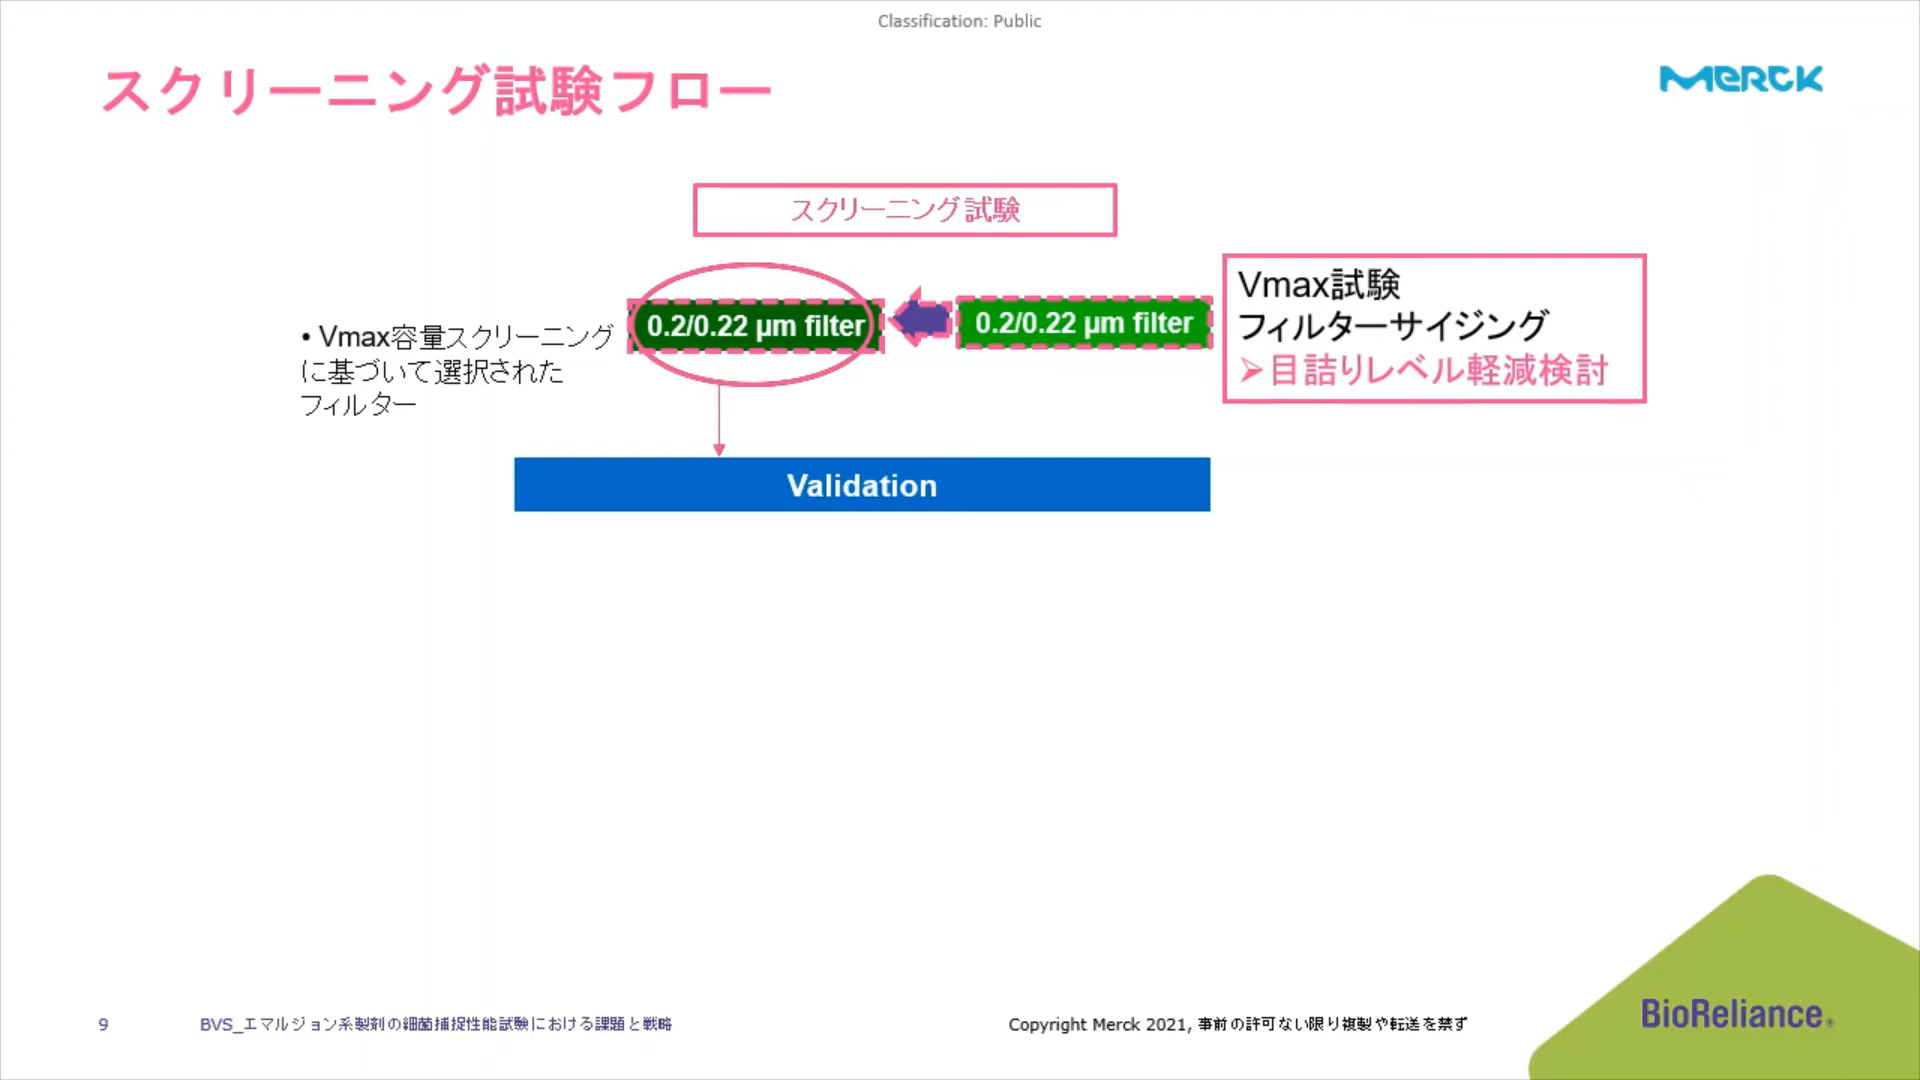 Classification: Public
スクリーニング試験フロー
MERCK
スクリーニング試験
Vmax試験
フィルターサイジング
➢目詰りレベル軽減検討
0.2/0.22 µm filter
0.2/0.22 µm filter
• Vmax容量スクリーニング
に基づいて選択された
フィルター
Validation
9
BVS_エマルジョン系製剤の細菌捕捉性能試験における課題と戦略
Copyright Merck 2021, 事前の許可ない限り複製や転送を禁ず
BioReliance®